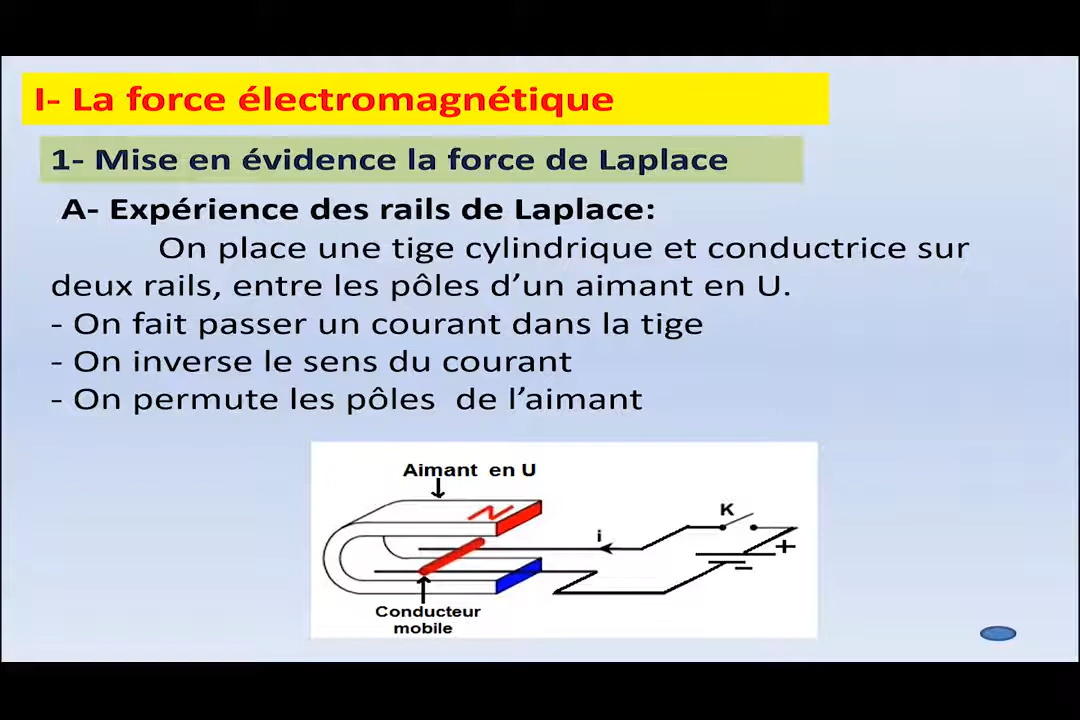 I- La force électromagnétique
1- Mise en évidence la force de Laplace
A- Expérience des rails de Laplace:
On place une tige cylindrique et conductrice sur
deux rails, entre les pôles d’un aimant en U.
- On fait passer un courant dans la tige
- On inverse le sens du courant
- On permute les pôles de l’aimant
Aimant en U
N
K
i
+
−
Conducteur
mobile